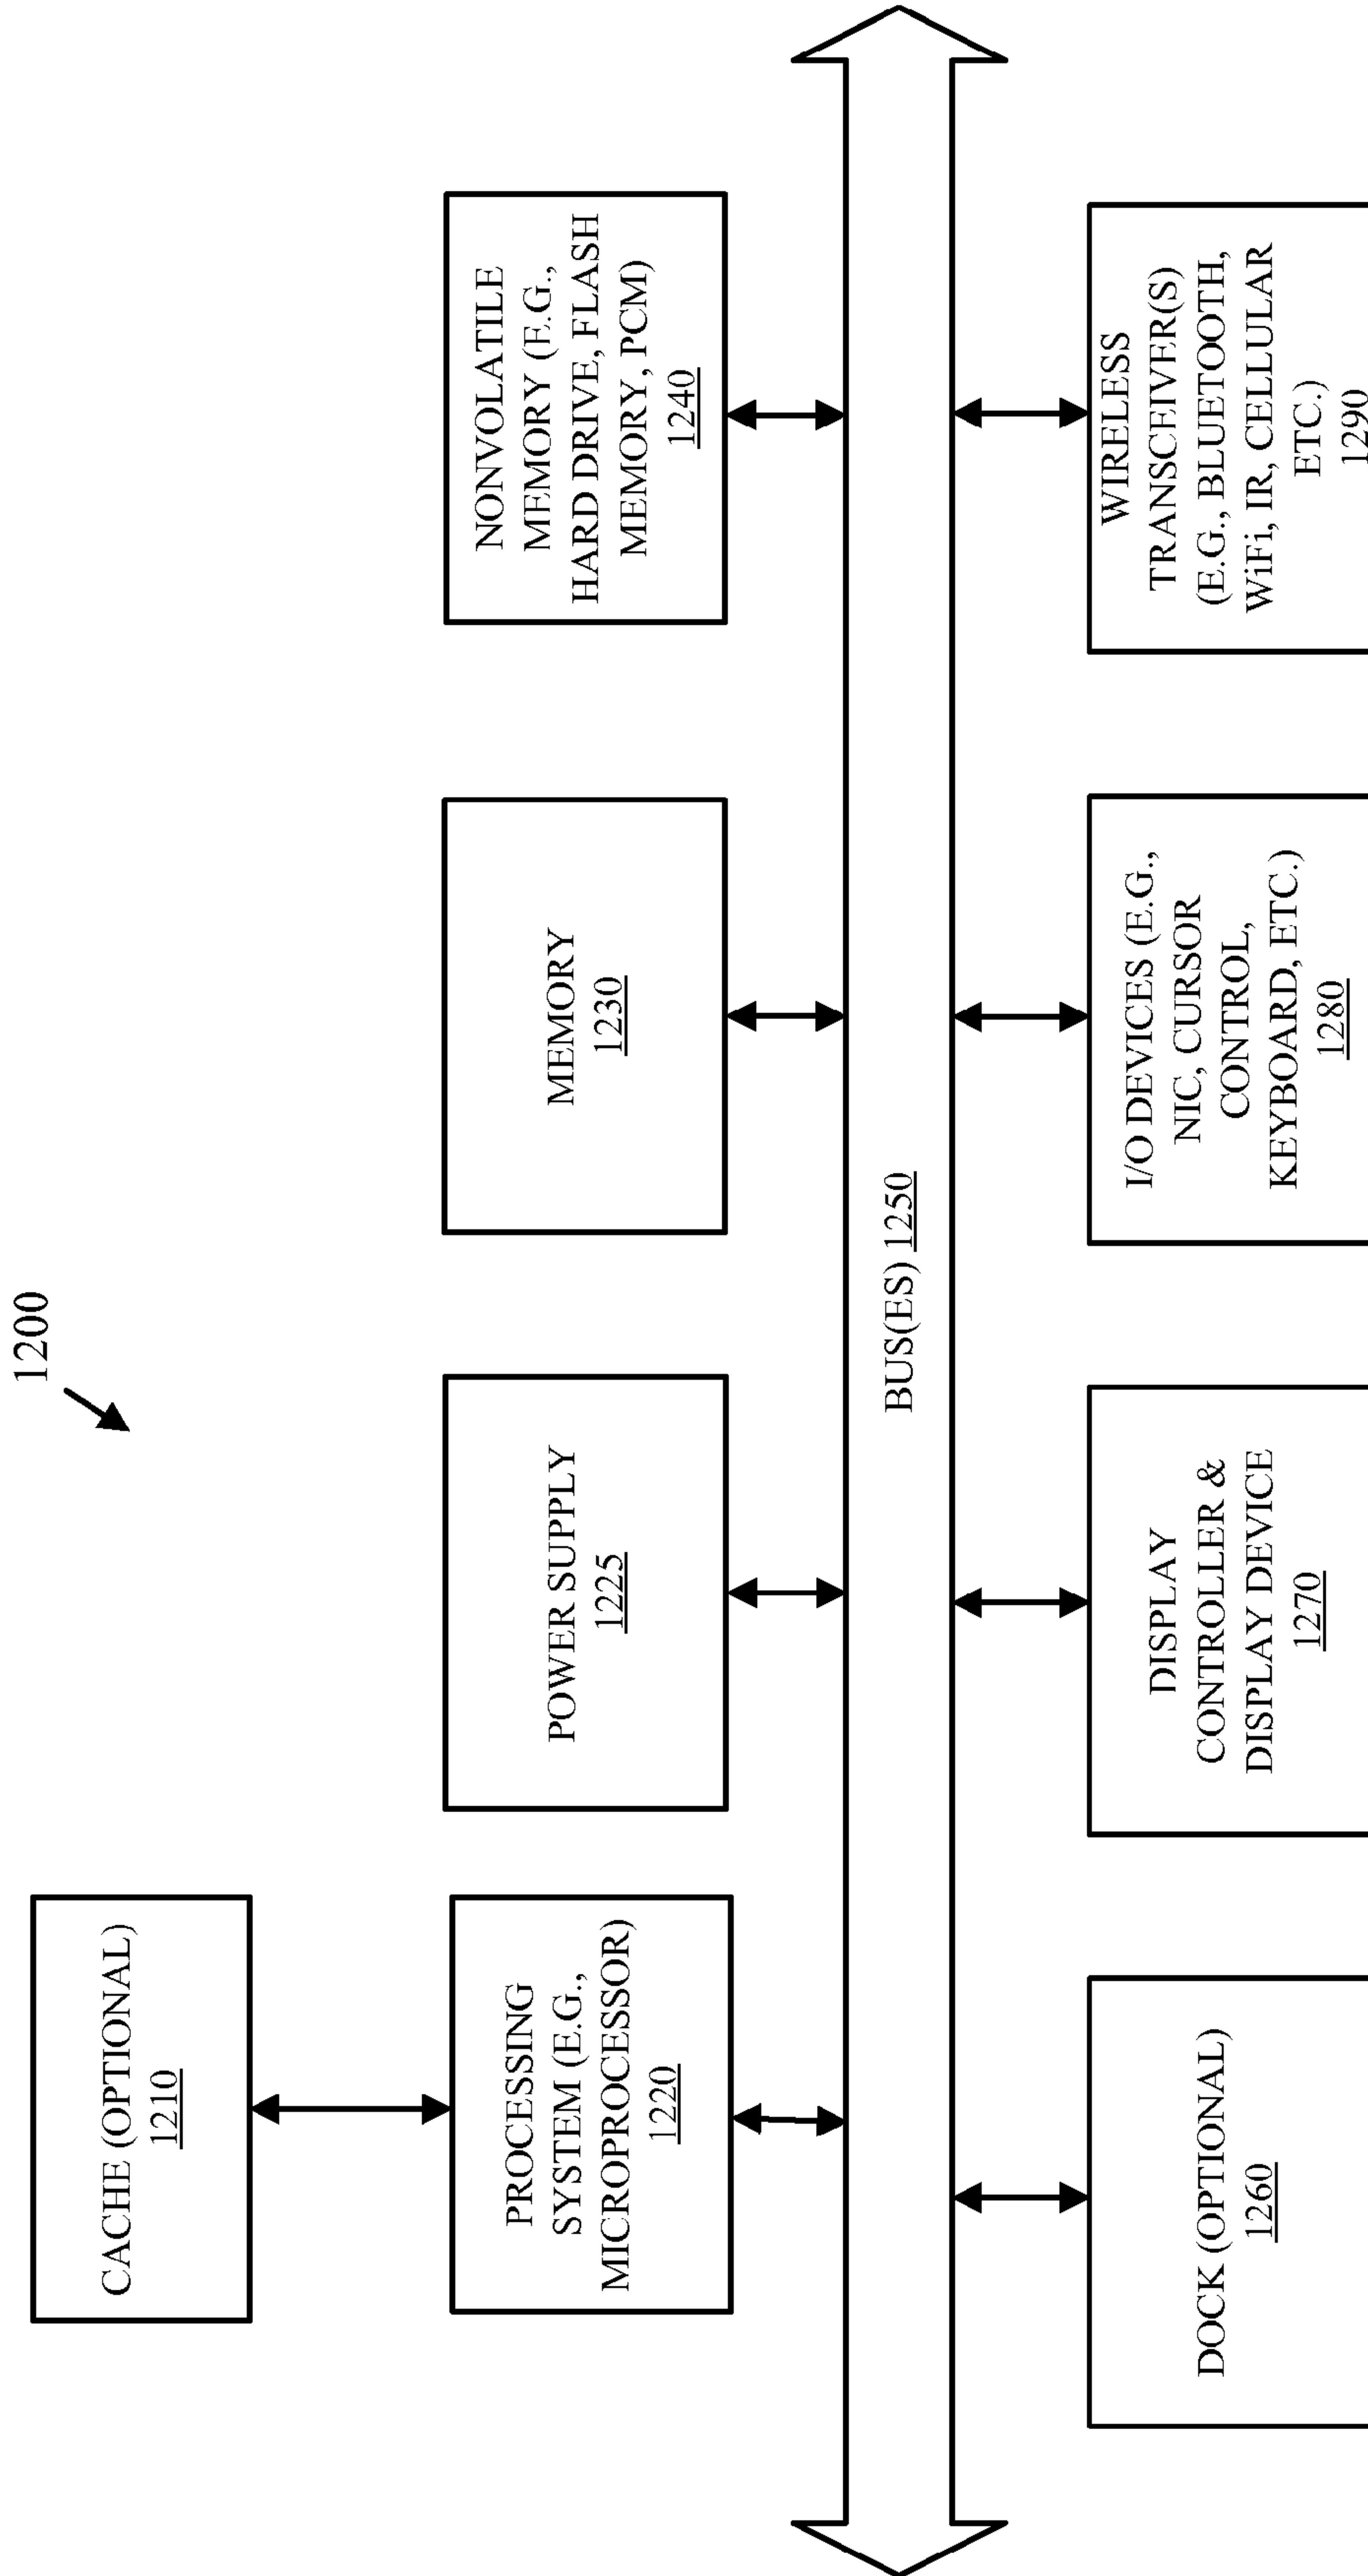 1200
CACHE (OPTIONAL)
1210
PROCESSING
SYSTEM (E.G.,
MICROPROCESSOR)
1220
POWER SUPPLY
1225
MEMORY
1230
NONVOLATILE
MEMORY (E.G.,
HARD DRIVE, FLASH
MEMORY, PCM)
1240
BUS(ES) 1250
DOCK (OPTIONAL)
1260
DISPLAY
CONTROLLER &
DISPLAY DEVICE
1270
I/O DEVICES (E.G.,
NIC, CURSOR
CONTROL,
KEYBOARD, ETC.)
1280
WIRELESS
TRANSCEIVER(S)
(E.G., BLUETOOTH,
WiFi, IR, CELLULAR
ETC.)
1290